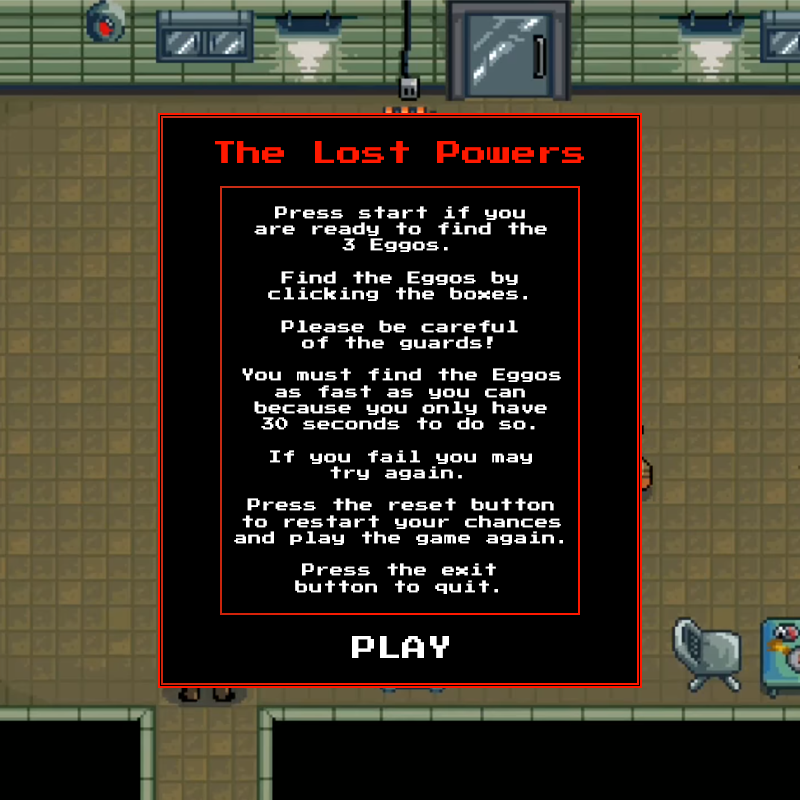 The Lost Powers
Press start if you
are ready to find the
3 Eggos.
Find the Eggos by
clicking the boxes.
Please be careful
of the guards!
You must find the Eggos
as fast as you can
because you only have
30 seconds to do so.
If you fail you may
try again.
Press the reset button
to restart your chances
and play the game again.
Press the exit
button to quit.
PLAY